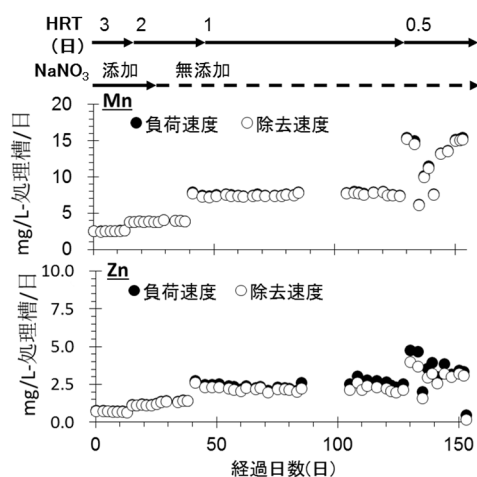 HRT
(日)
3 2 1 0.5
NaNO₃ 添加 無添加
Mn
●負荷速度 ○除去速度
mg/L-処理槽/日
20
15
10
5
0
Zn
●負荷速度 ○除去速度
mg/L-処理槽/日
10.0
7.5
5.0
2.5
0.0
0 50 100 150
経過日数(日)